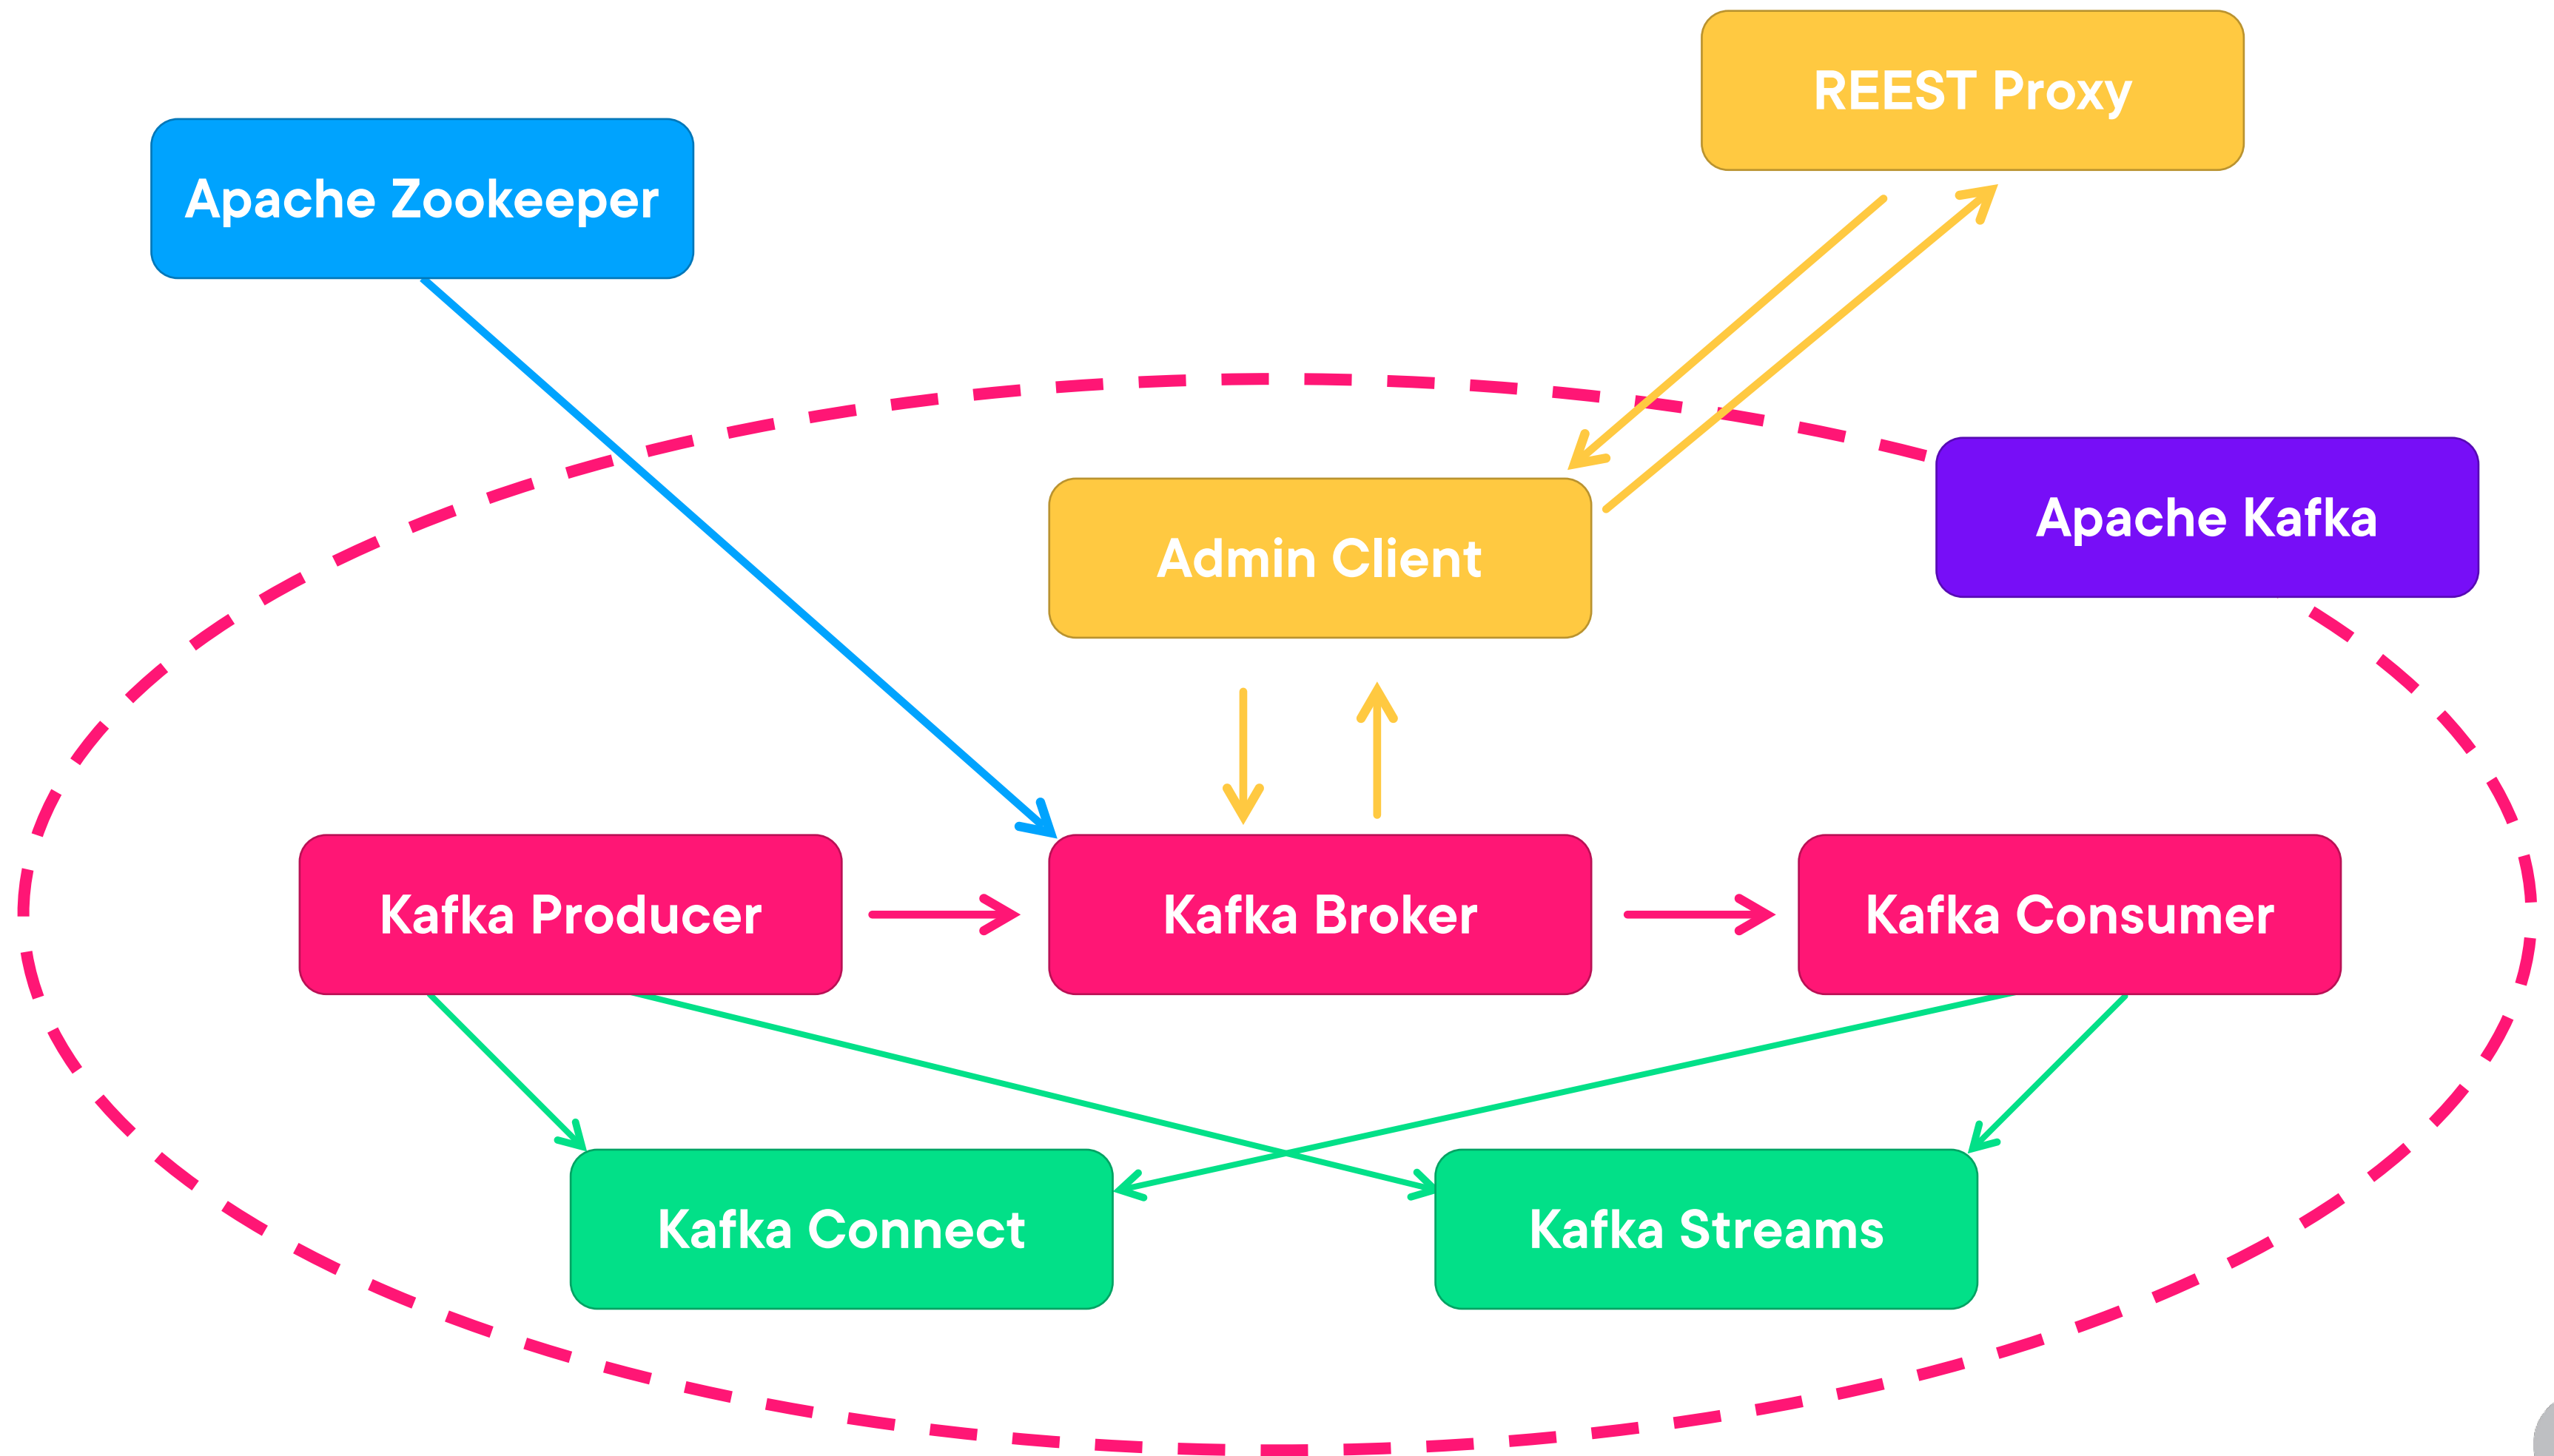 REEST Proxy
Apache Zookeeper
Apache Kafka
Admin Client
Kafka Producer
Kafka Broker
Kafka Consumer
Kafka Connect
Kafka Streams